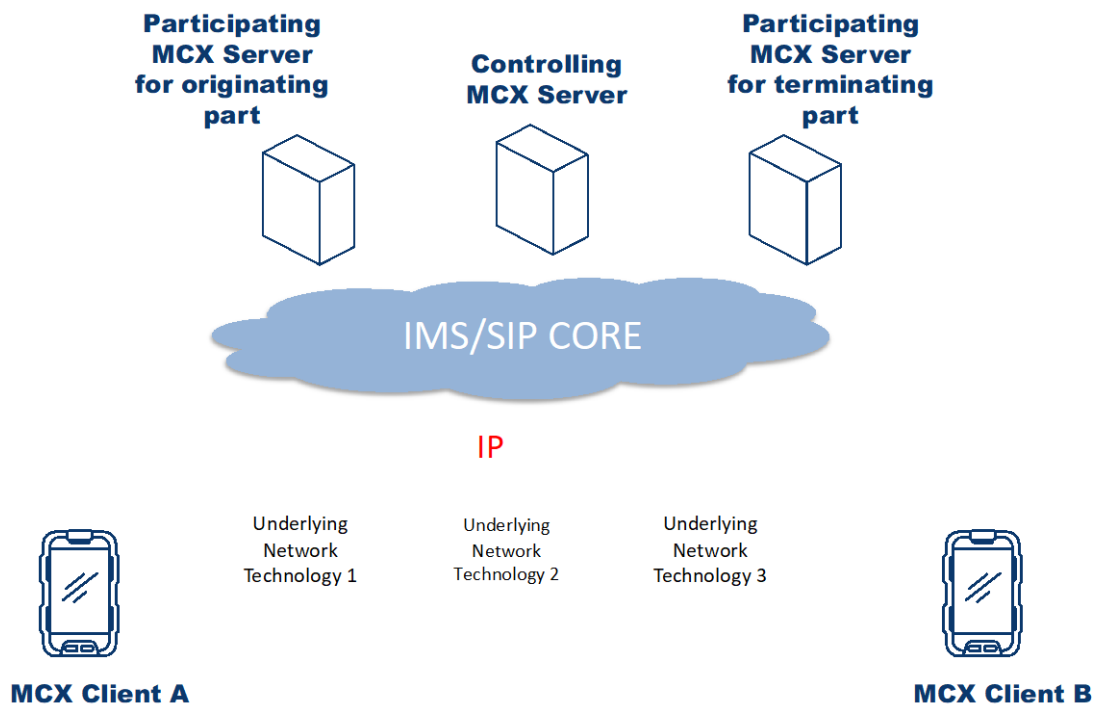 Participating
MCX Server
for originating
part
Controlling
MCX Server
Participating
MCX Server
for terminating
part
IMS/SIP CORE
IP
Underlying
Network
Technology 1
Underlying
Network
Technology 2
Underlying
Network
Technology 3
MCX Client A
MCX Client B